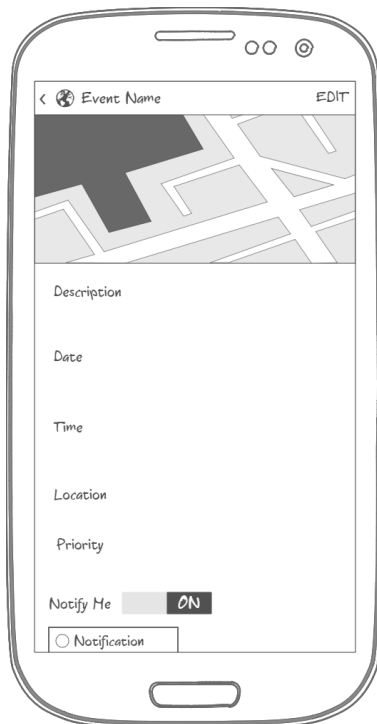 < Event Name EDIT
Description
Date
Time
Location
Priority
Notify Me ON
Notification